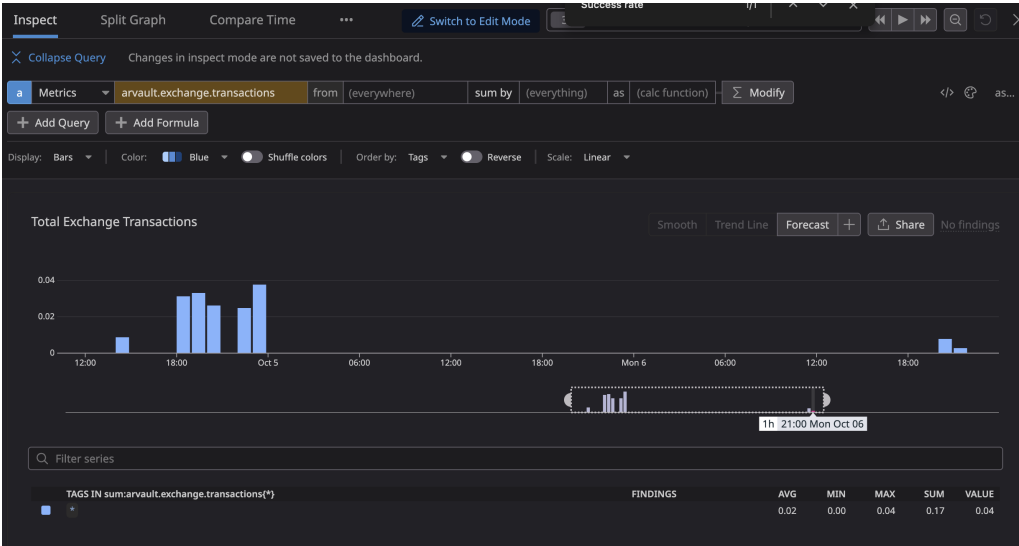 Success rate 1/1
Inspect Split Graph Compare Time ••• Switch to Edit Mode
Collapse Query Changes in inspect mode are not saved to the dashboard.
a Metrics arvault.exchange.transactions from (everywhere) sum by (everything) as (calc function) Σ Modify </> as...
+ Add Query + Add Formula
Display: Bars Color: Blue Shuffle colors Order by: Tags Reverse Scale: Linear
Total Exchange Transactions
Smooth Trend Line Forecast + Share No findings
0.04
0.02
0
12:00 18:00 Oct 5 06:00 12:00 18:00 Mon 6 06:00 12:00 18:00
1h 21:00 Mon Oct 06
Filter series
TAGS IN sum:arvault.exchange.transactions{*} FINDINGS AVG MIN MAX SUM VALUE
* 0.02 0.00 0.04 0.17 0.04